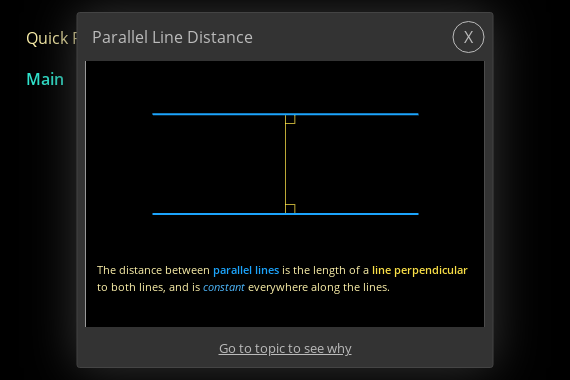 Quick
Main
Parallel Line Distance
X
The distance between parallel lines is the length of a line perpendicular
to both lines, and is constant everywhere along the lines.
Go to topic to see why